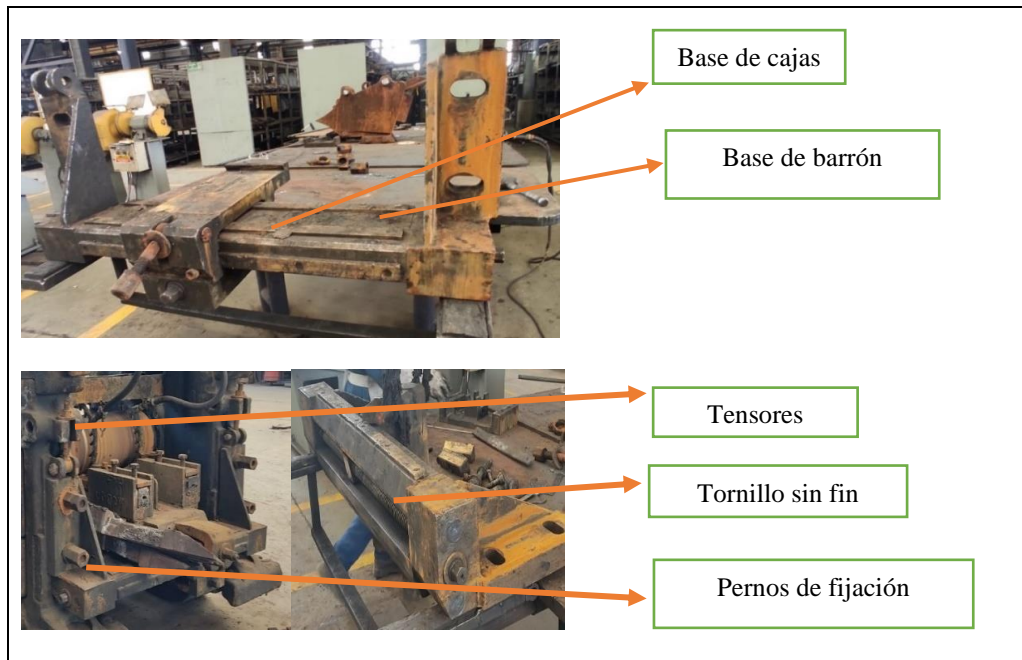 Base de cajas
Base de barrón
Tensores
Tornillo sin fin
Pernos de fijación